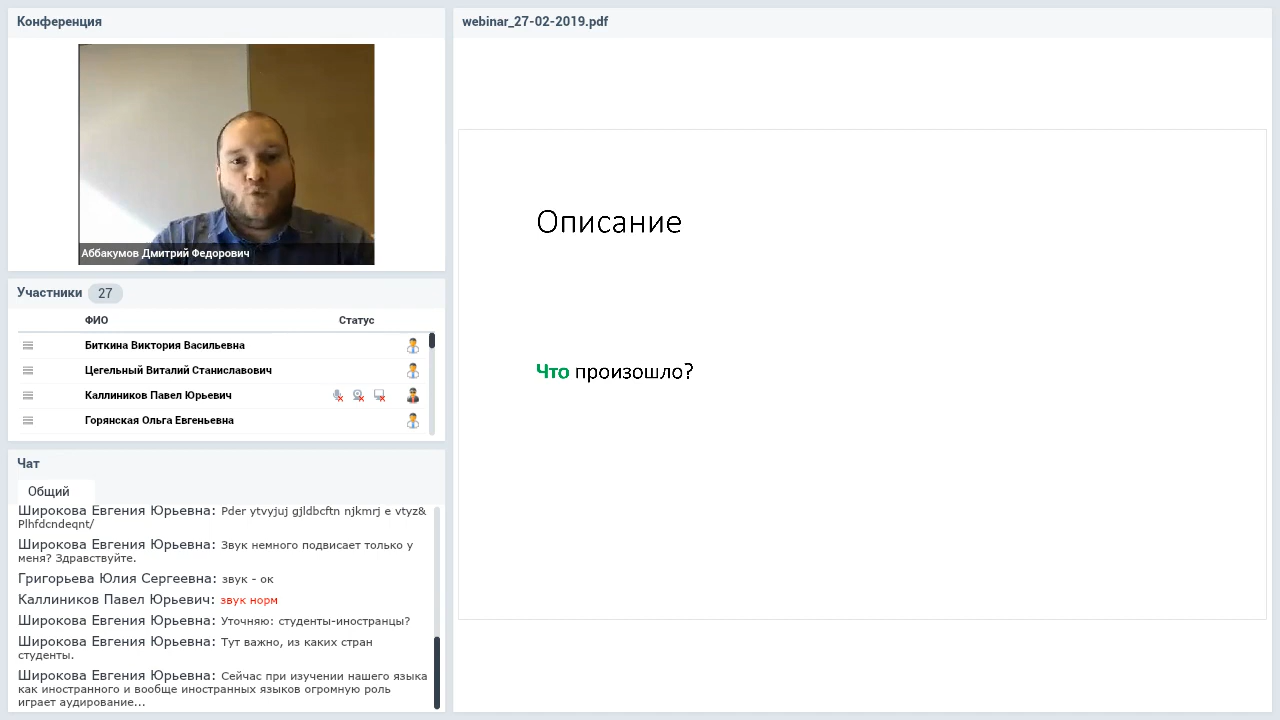 Конференция
Аббакумов Дмитрий Федорович
Участники 27
ФИО Статус
Биткина Виктория Васильевна
Цегельный Виталий Станиславович
Каллиников Павел Юрьевич
Горянская Ольга Евгеньевна
Чат
Общий
Широкова Евгения Юрьевна: Pder ytvyjuj gjldbcftn njkmrj e vtyz&
Plhfdcndeqnt/
Широкова Евгения Юрьевна: Звук немного подвисает только у
меня? Здравствуйте.
Григорьева Юлия Сергеевна: звук - ок
Каллиников Павел Юрьевич: звук норм
Широкова Евгения Юрьевна: Уточняю: студенты-иностранцы?
Широкова Евгения Юрьевна: Тут важно, из каких стран
студенты.
Широкова Евгения Юрьевна: Сейчас при изучении нашего языка
как иностранного и вообще иностранных языков огромную роль
играет аудирование...
webinar_27-02-2019.pdf
Описание
Что произошло?